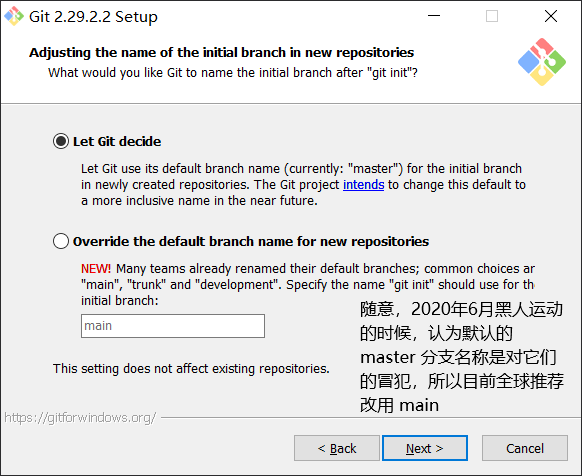 Git 2.29.2.2 Setup
Adjusting the name of the initial branch in new repositories
What would you like Git to name the initial branch after "git init"?
Let Git decide
Let Git use its default branch name (currently: "master") for the initial branch
in newly created repositories. The Git project intends to change this default to
a more inclusive name in the near future.
Override the default branch name for new repositories
NEW! Many teams already renamed their default branches; common choices ar
"main", "trunk" and "development". Specify the name "git init" should use for the
initial branch:
main
随意，2020年6月黑人运动
的时候，认为默认的
master 分支名称是对它们
的冒犯，所以目前全球推荐
改用 main
This setting does not affect existing repositories.
https://gitforwindows.org/
< Back
Next >
Cancel